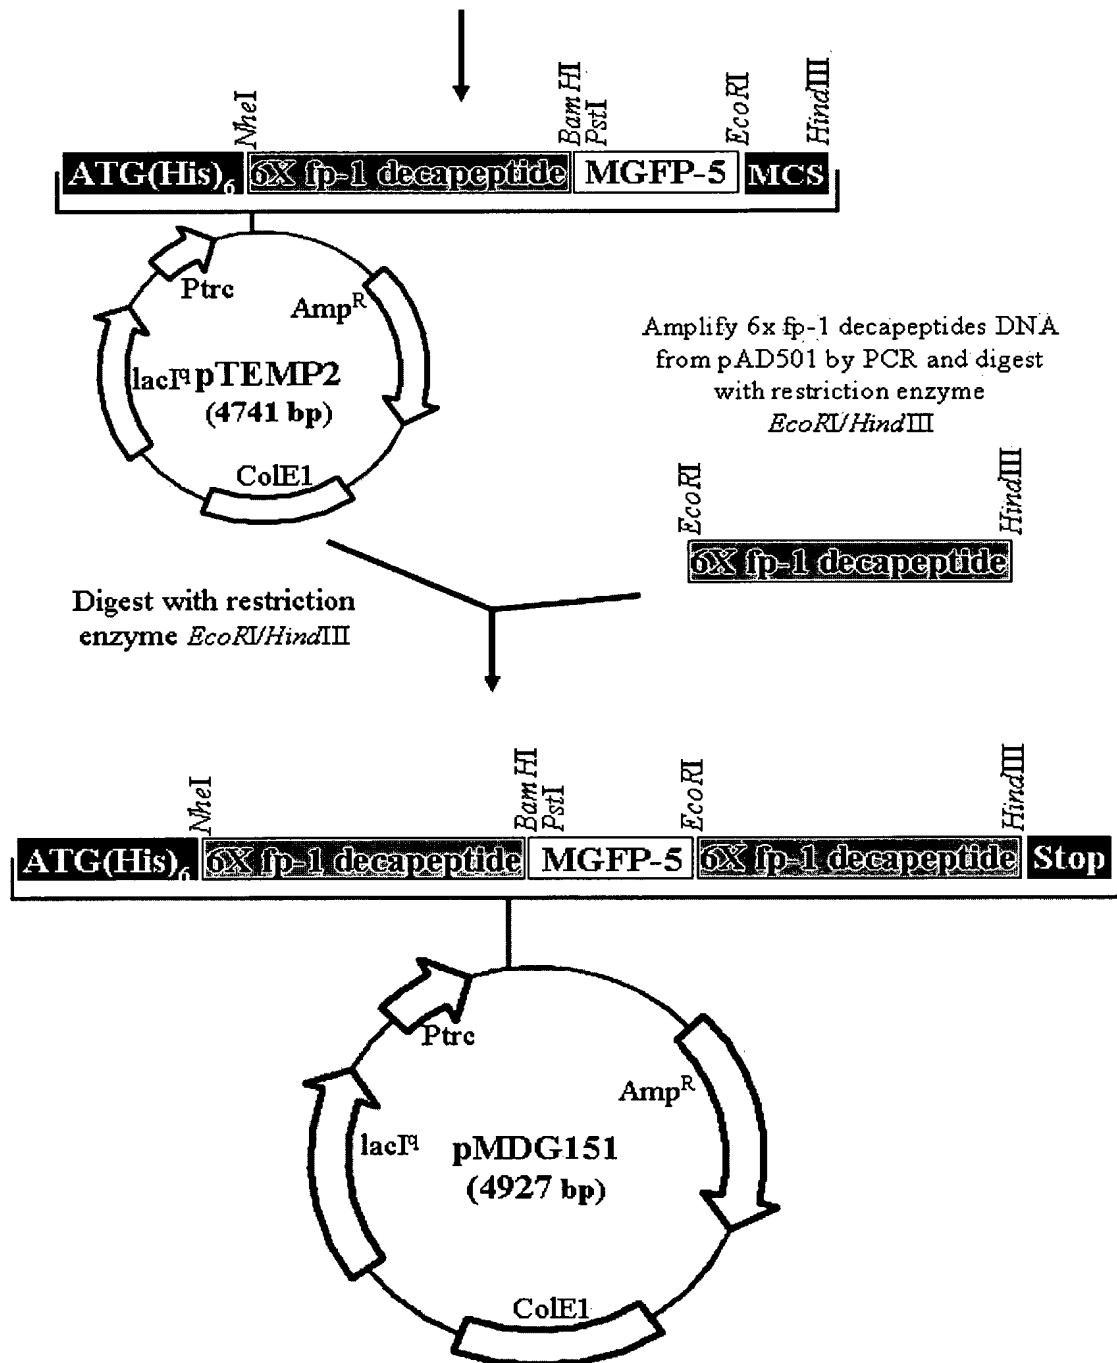 NheI
BamHI
PstI
EcoRI
HindIII
ATG(His)6
6X fp-1 decapeptide
MGFP-5
MCS
Ptrc
AmpR
lacIq
pTEMP2
(4741 bp)
ColE1
Amplify 6x fp-1 decapeptides DNA
from pAD501 by PCR and digest
with restriction enzyme
EcoRI/HindIII
EcoRI
HindIII
6X fp-1 decapeptide
Digest with restriction
enzyme EcoRI/HindIII
NheI
BamHI
PstI
EcoRI
HindIII
ATG(His)6
6X fp-1 decapeptide
MGFP-5
6X fp-1 decapeptide
Stop
Ptrc
AmpR
lacIq
pMDG151
(4927 bp)
ColE1